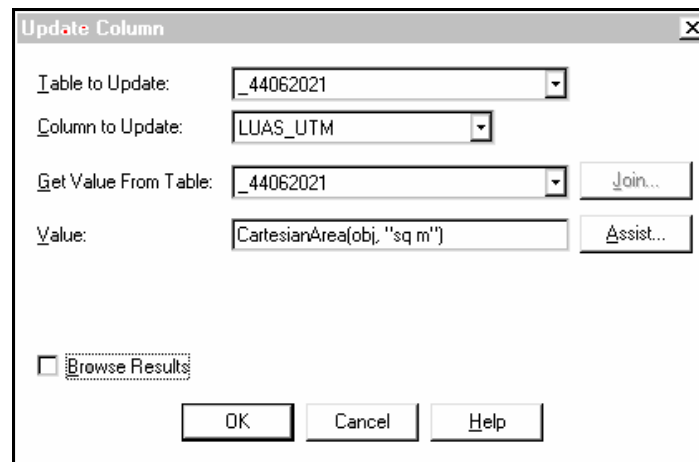 Update Column
Table to Update: _44062021
Column to Update: LUAS_UTM
Get Value From Table: _44062021 Join...
Value: CartesianArea(obj, "sq m") Assist...
Browse Results
OK Cancel Help